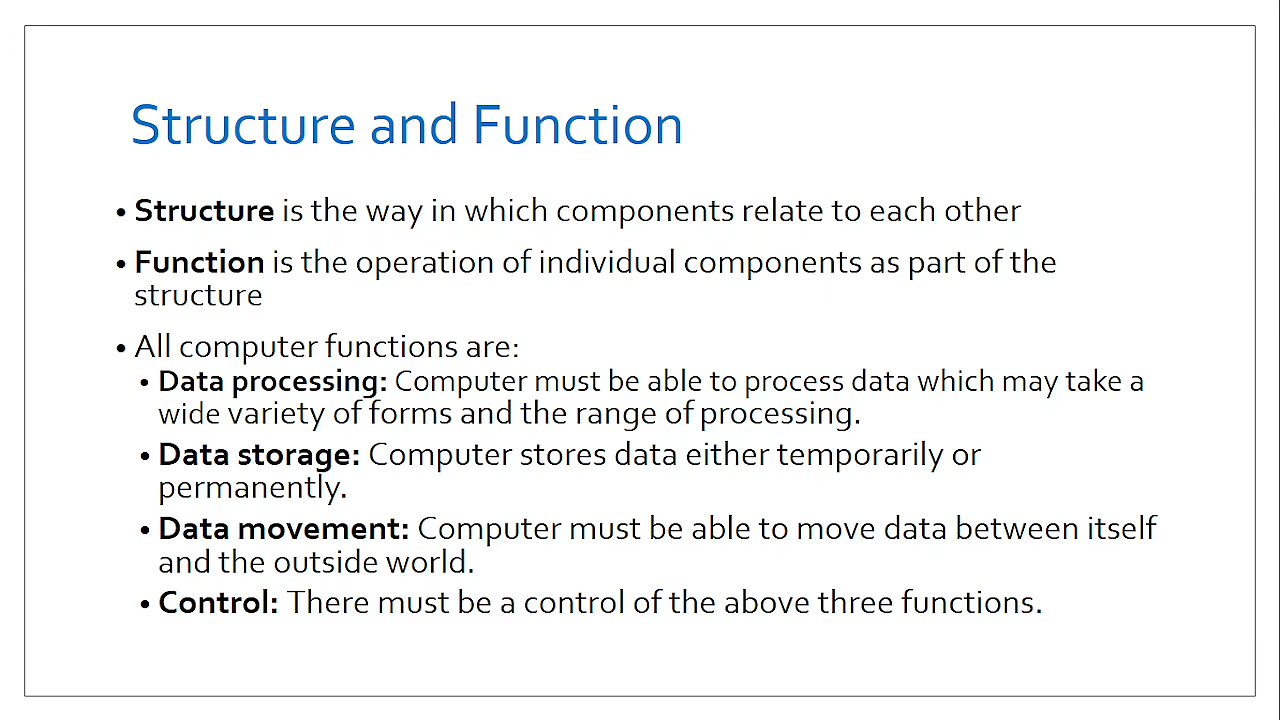 Structure and Function
• Structure is the way in which components relate to each other
• Function is the operation of individual components as part of the
structure
• All computer functions are:
• Data processing: Computer must be able to process data which may take a
wide variety of forms and the range of processing.
• Data storage: Computer stores data either temporarily or
permanently.
• Data movement: Computer must be able to move data between itself
and the outside world.
• Control: There must be a control of the above three functions.